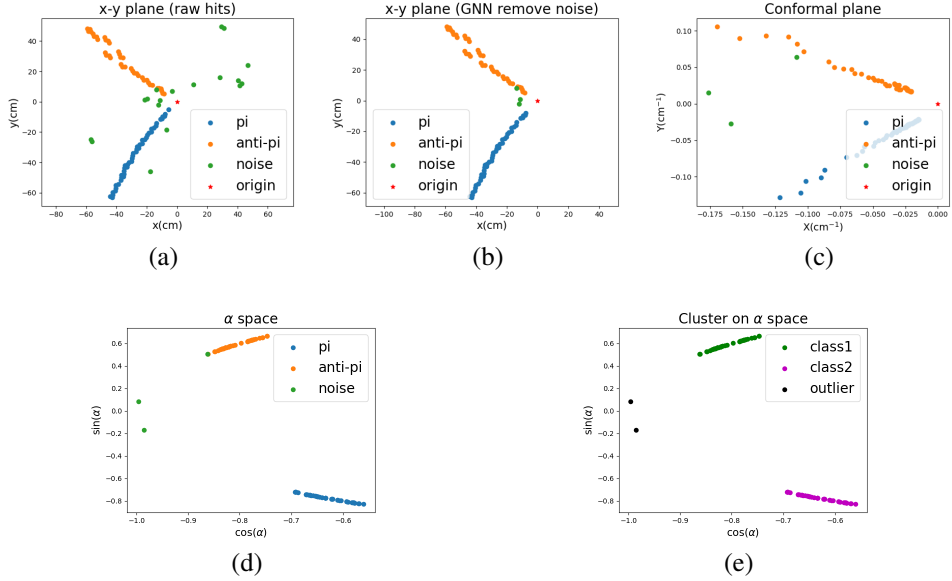 x-y plane (raw hits)
y(cm)
40
20
0
−20
−40
−60
−80
−60
−40
−20
0
20
40
60
x(cm)
pi
anti-pi
noise
origin
(a)
x-y plane (GNN remove noise)
y(cm)
40
20
0
−20
−40
−60
−100
−80
−60
−40
−20
0
20
40
x(cm)
pi
anti-pi
noise
origin
(b)
Conformal plane
Y(cm⁻¹)
0.10
0.05
0.00
−0.05
−0.10
−0.175
−0.150
−0.125
−0.100
−0.075
−0.050
−0.025
0.000
X(cm⁻¹)
pi
anti-pi
noise
origin
(c)
α space
sin(α)
0.6
0.4
0.2
0.0
−0.2
−0.4
−0.6
−0.8
−1.0
−0.9
−0.8
−0.7
−0.6
cos(α)
pi
anti-pi
noise
(d)
Cluster on α space
sin(α)
0.6
0.4
0.2
0.0
−0.2
−0.4
−0.6
−0.8
−1.0
−0.9
−0.8
−0.7
−0.6
cos(α)
class1
class2
outlier
(e)